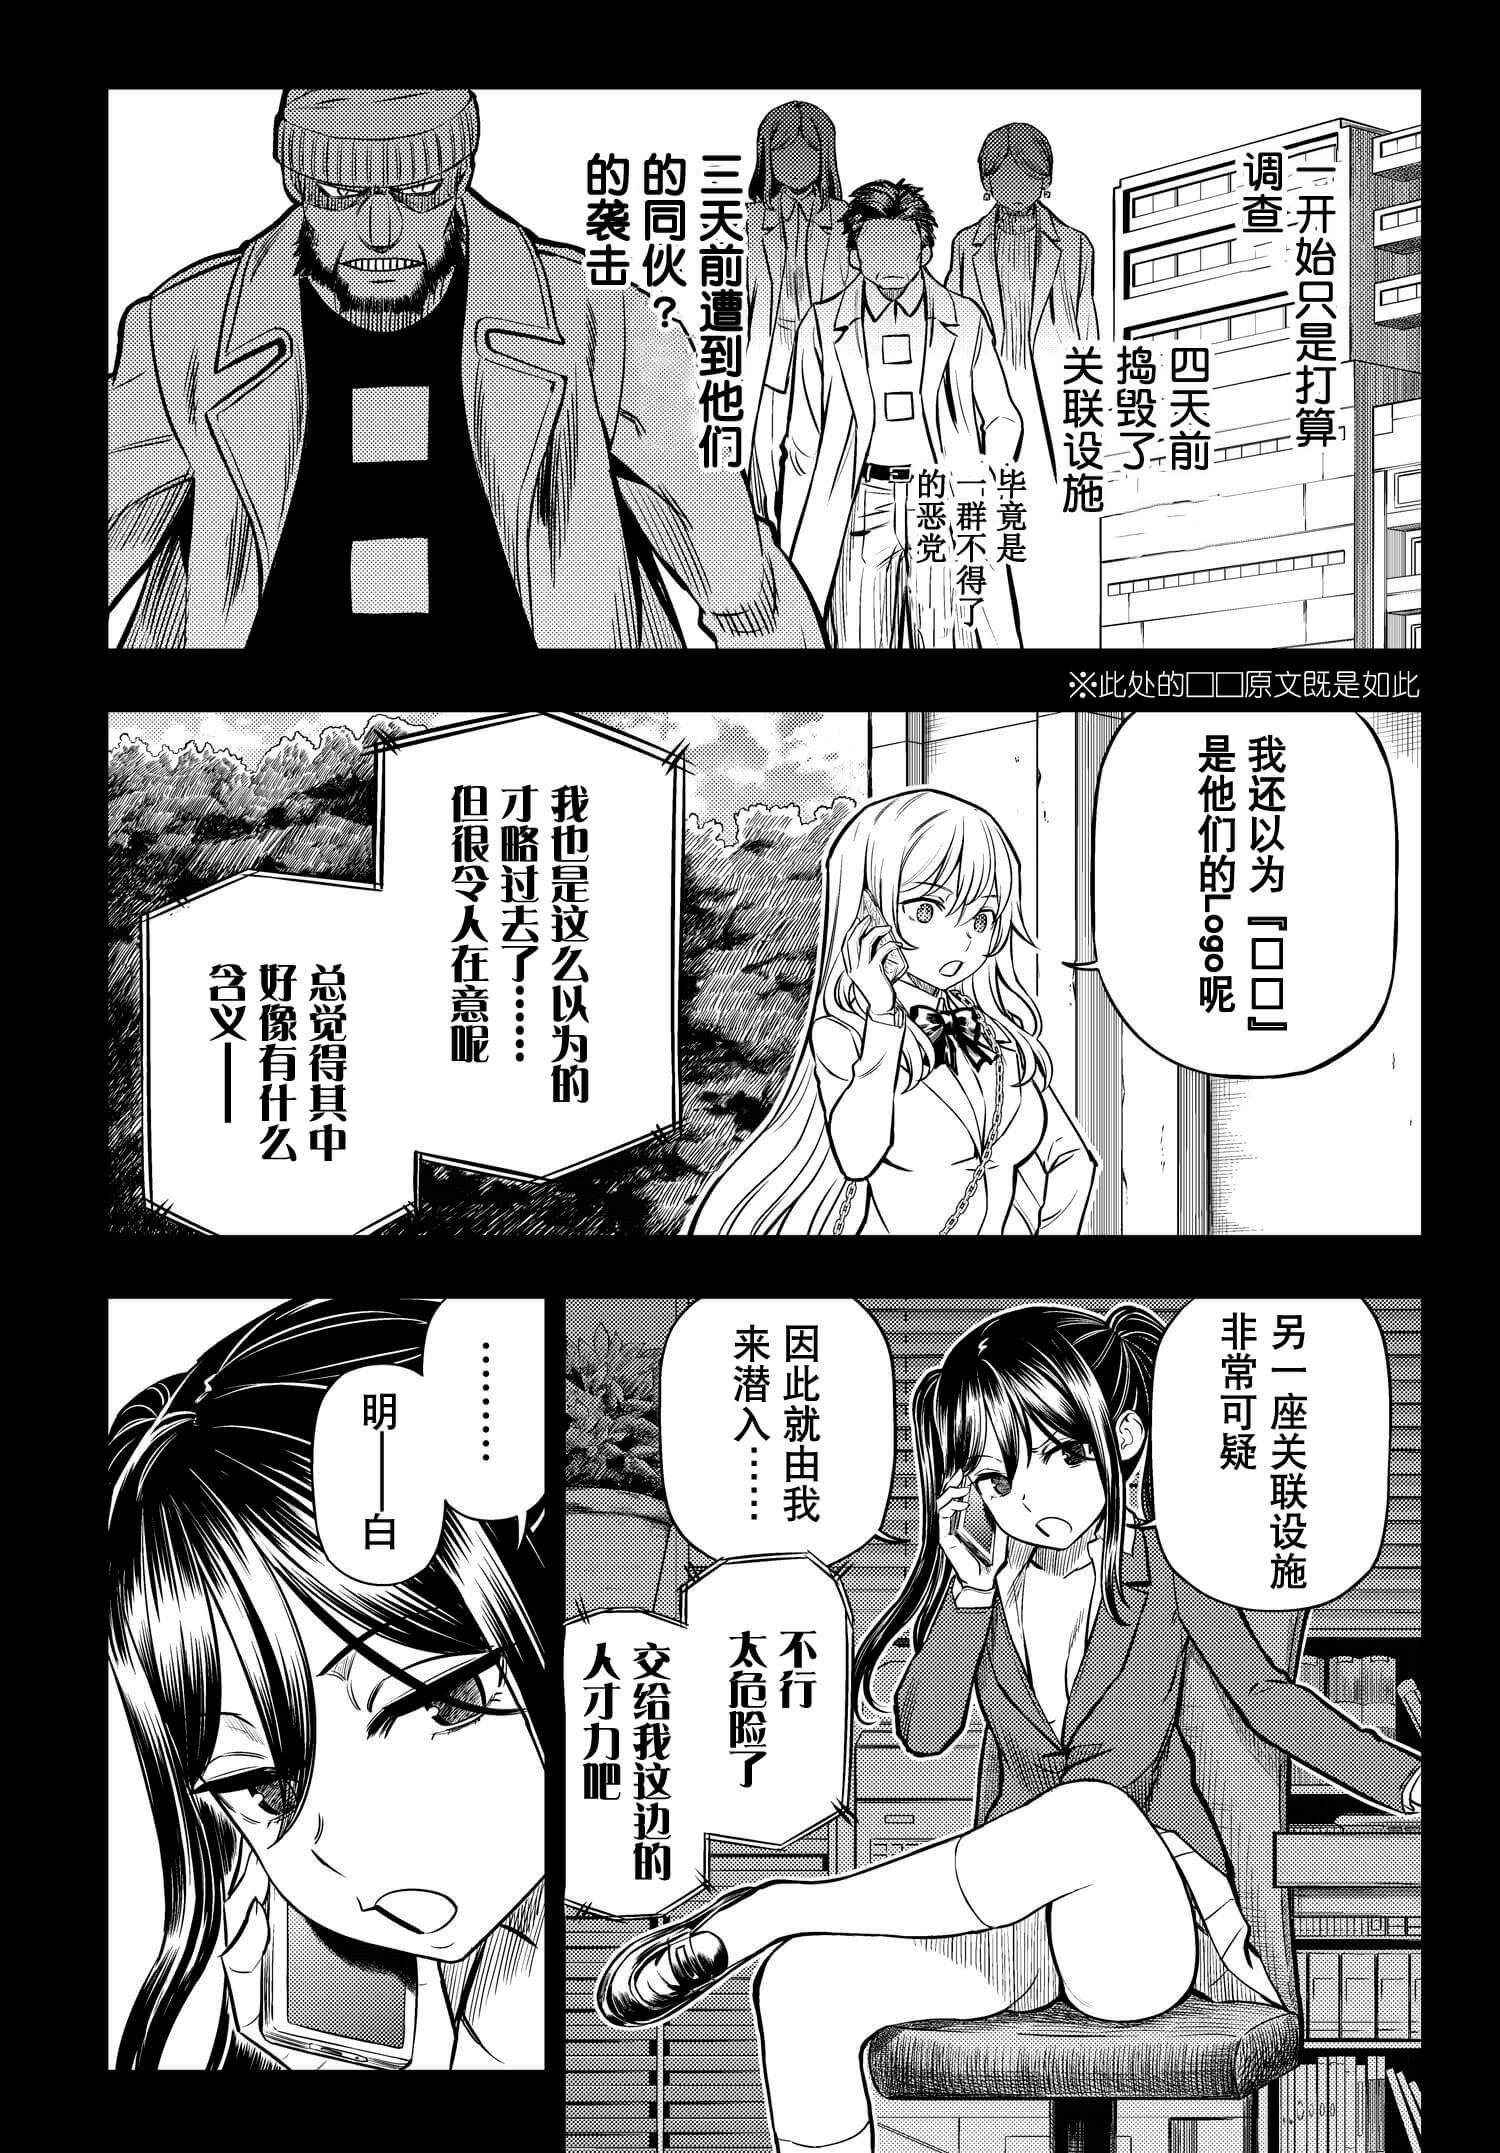 一开始只是打算
调查
四天前
捣毁了
关联设施
毕竟是
一群不得了
的恶党
三天前遭到他们
的同伙？
的袭击
※此处的□□原文既是如此
我还以为『□□』
是他们的Logo呢
我也是这么以为的
才略过去了……
但很令人在意呢
总觉得其中
好像有什么
含义——
另一座关联设施
非常可疑
因此就由我
来潜入……
不行
太危险了
交给我这边的
人才力吧
………
明——白